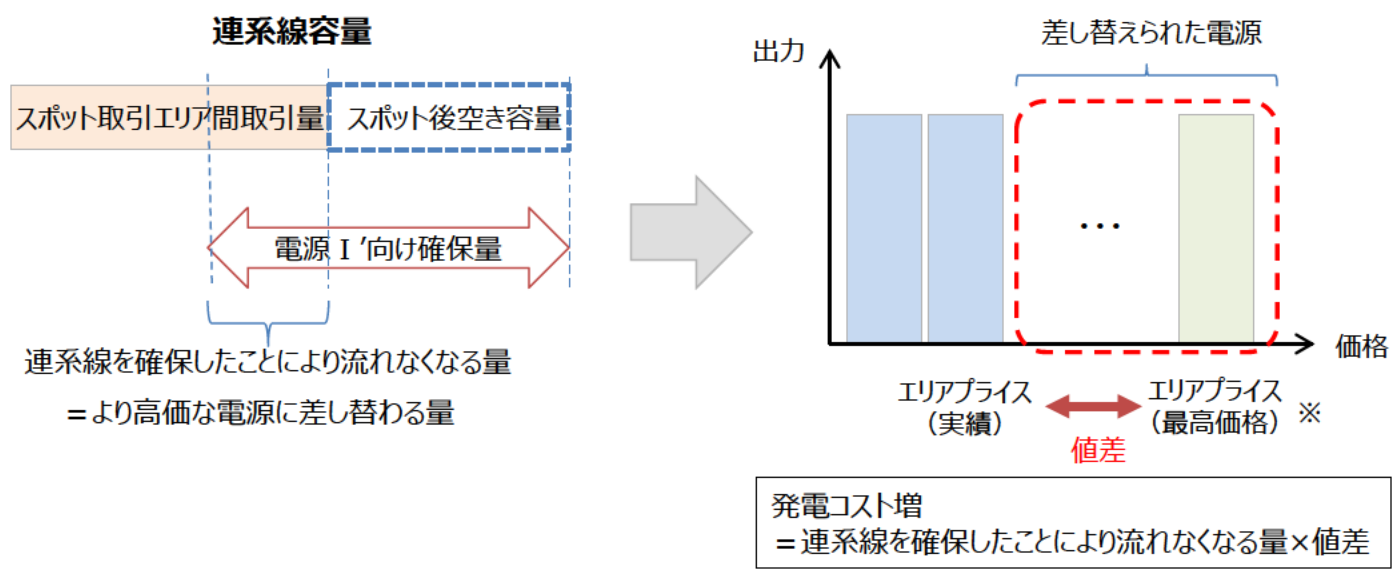 連系線容量
スポット取引エリア間取引量
スポット後空き容量
電源Ⅰ′向け確保量
連系線を確保したことにより流れなくなる量
=より高価な電源に差し替わる量
差し替えられた電源
出力
…
価格
エリアプライス
（実績）
エリアプライス
（最高価格）※
値差
発電コスト増
=連系線を確保したことにより流れなくなる量×値差